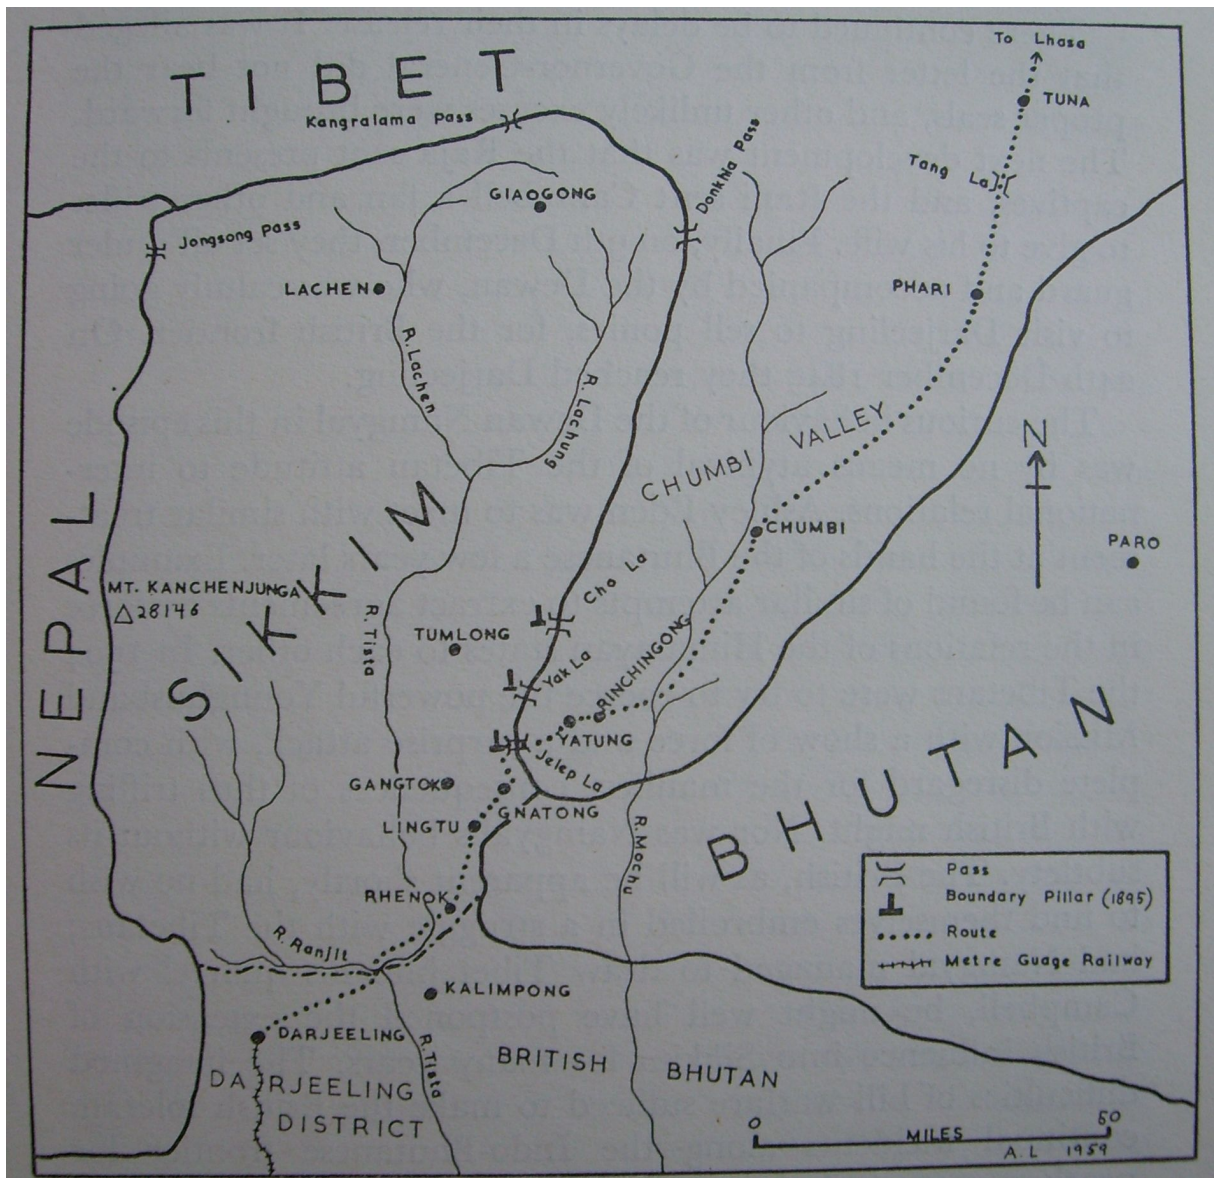 To Lhasa
TIBET
TUNA
Kangralama Pass
Donkhla Pass
Tang La
GIAOGONG
Jongsong Pass
LACHEN
PHARI
R. Lachen
R. Lachung
CHUMBI VALLEY
N
SIKKIM
NEPAL
CHUMBI
PARO
MT. KANCHENJUNGA
△28146
Cho La
R. Tista
TUMLONG
RINCHINGONG
Yak La
YATUNG
Jelep La
BHUTAN
GANGTOK
GNATONG
LINGTU
R. Mochu
RHENOK
Pass
Boundary Pillar (1895)
Route
Metre Guage Railway
R. Ranjit
KALIMPONG
DARJEELING
R. Tista
BRITISH BHUTAN
DARJEELING
DISTRICT
0 50
MILES
A.L 1959